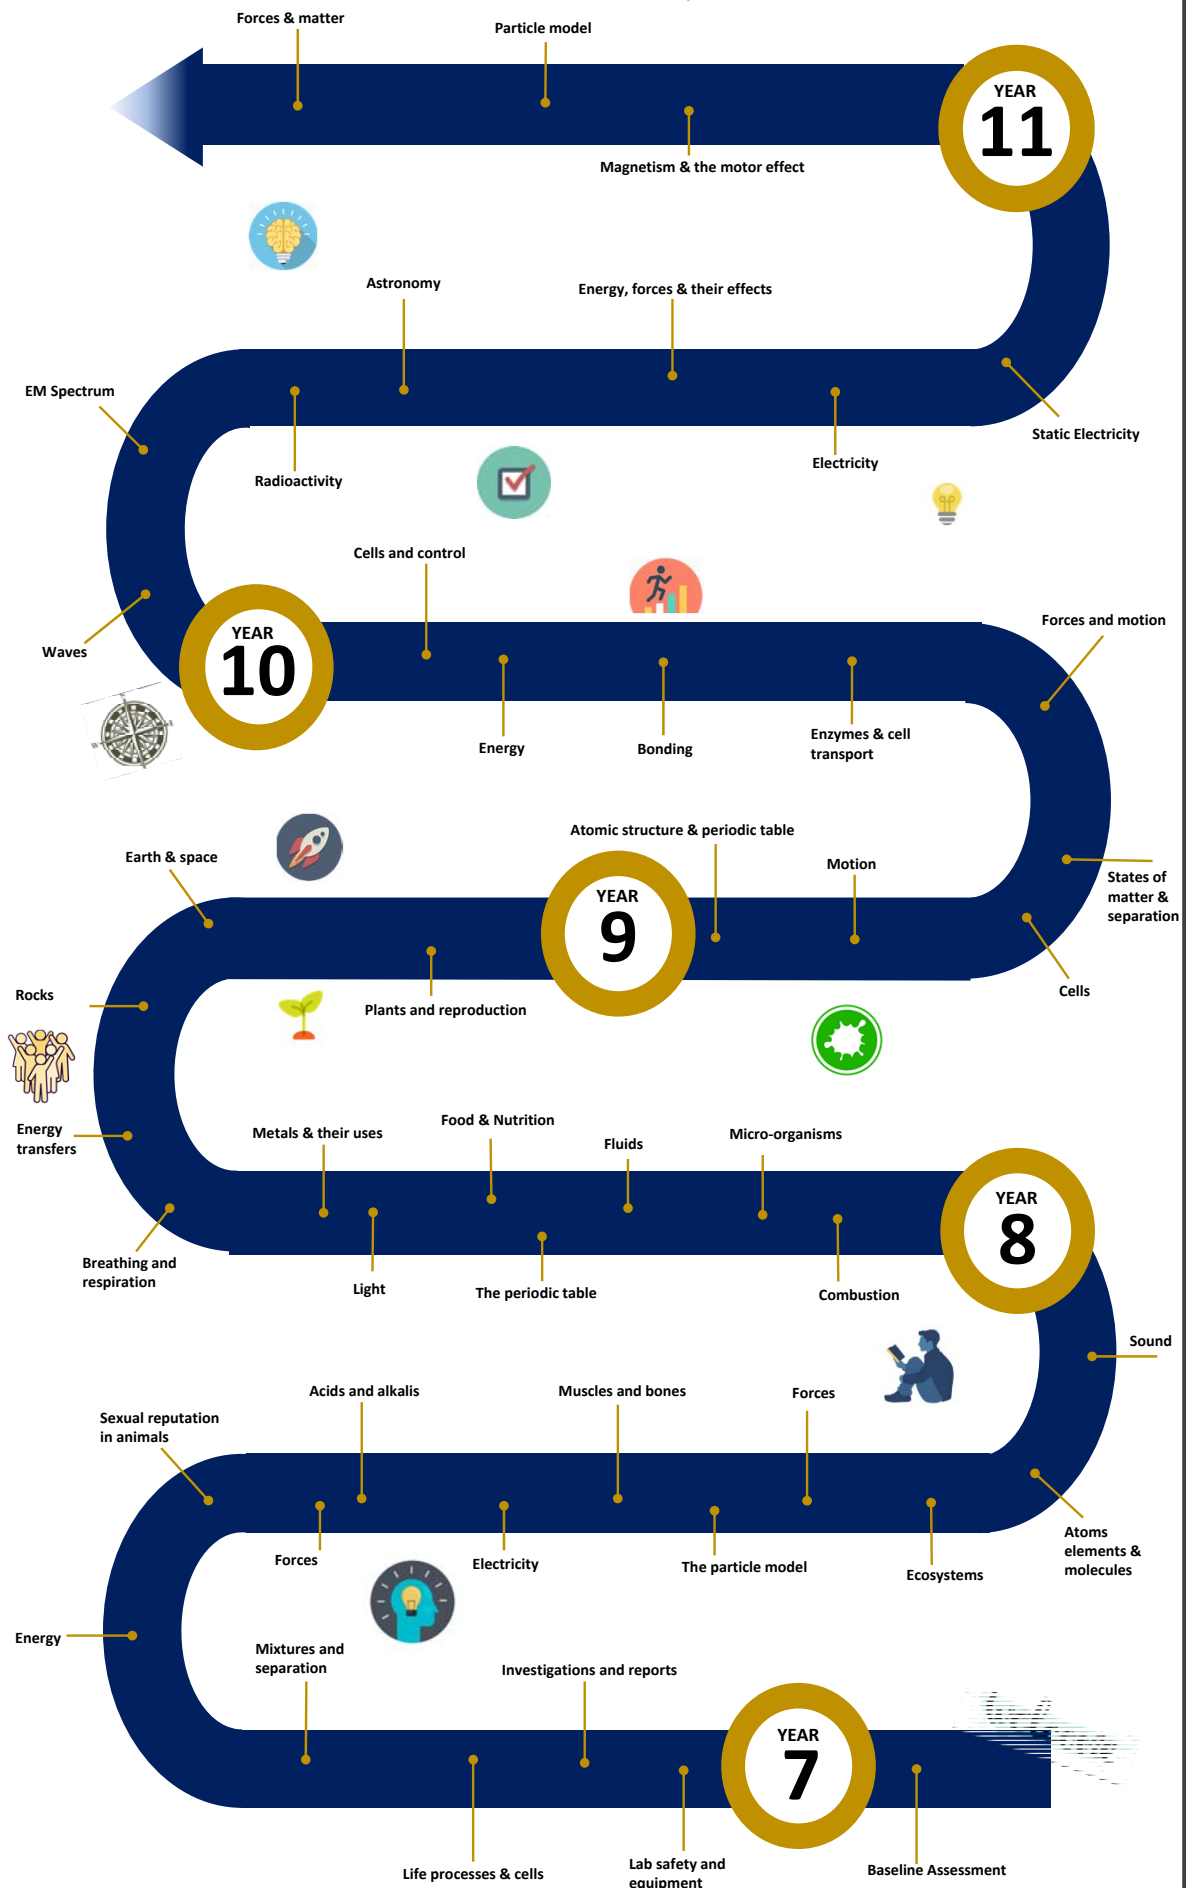 Forces & matter
Particle model
YEAR
11
Magnetism & the motor effect
Astronomy
Energy, forces & their effects
EM Spectrum
Static Electricity
Electricity
Radioactivity
Cells and control
Forces and motion
YEAR
10
Waves
Energy
Bonding
Enzymes & cell
transport
Atomic structure & periodic table
Earth & space
Motion
States of
matter &
separation
YEAR
9
Rocks
Cells
Plants and reproduction
Energy
transfers
Metals & their uses
Food & Nutrition
Fluids
Micro-organisms
YEAR
8
Breathing and
respiration
Light
The periodic table
Combustion
Sound
Acids and alkalis
Muscles and bones
Forces
Sexual reputation
in animals
Atoms
elements &
molecules
Forces
Electricity
The particle model
Ecosystems
Energy
Mixtures and
separation
Investigations and reports
YEAR
7
Life processes & cells
Lab safety and
equipment
Baseline Assessment